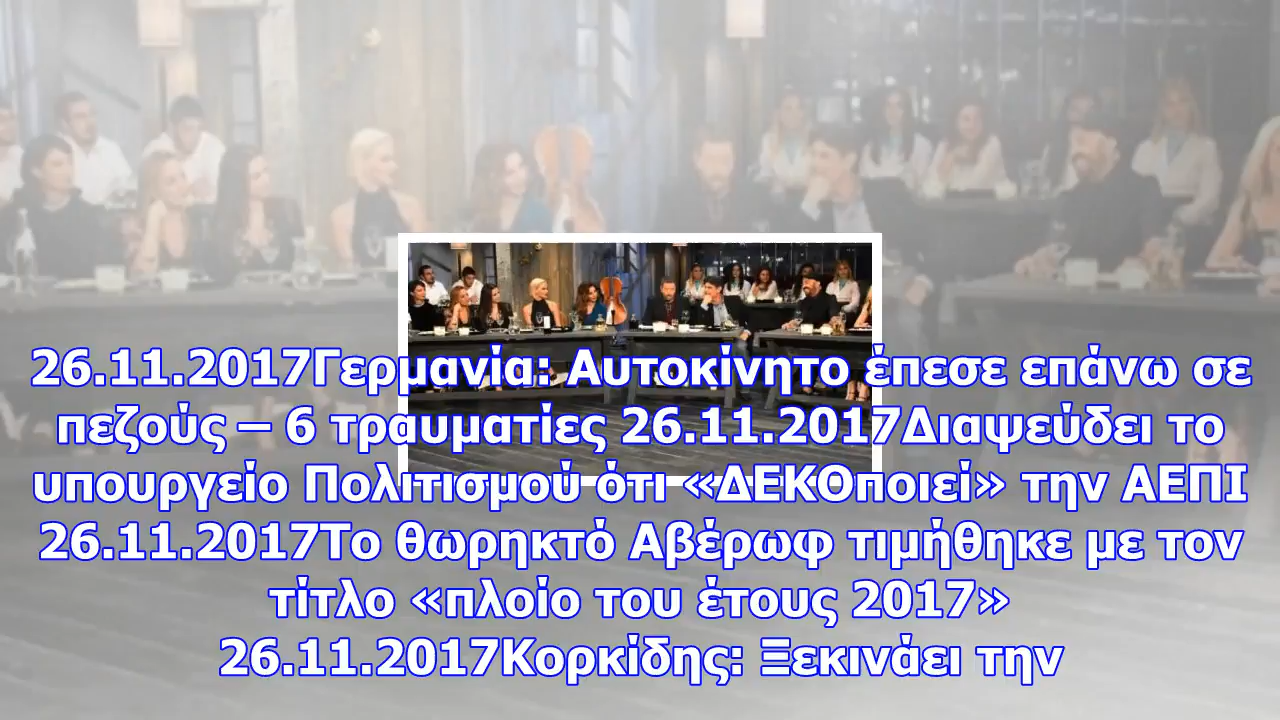 26.11.2017Γερμανία: Αυτοκίνητο έπεσε επάνω σε
πεζούς – 6 τραυματίες 26.11.2017Διαψεύδει το
υπουργείο Πολιτισμού ότι «ΔΕΚΟποιεί» την ΑΕΠΙ
26.11.2017Το θωρηκτό Αβέρωφ τιμήθηκε με τον
τίτλο «πλοίο του έτους 2017»
26.11.2017Κορκίδης: Ξεκινάει την